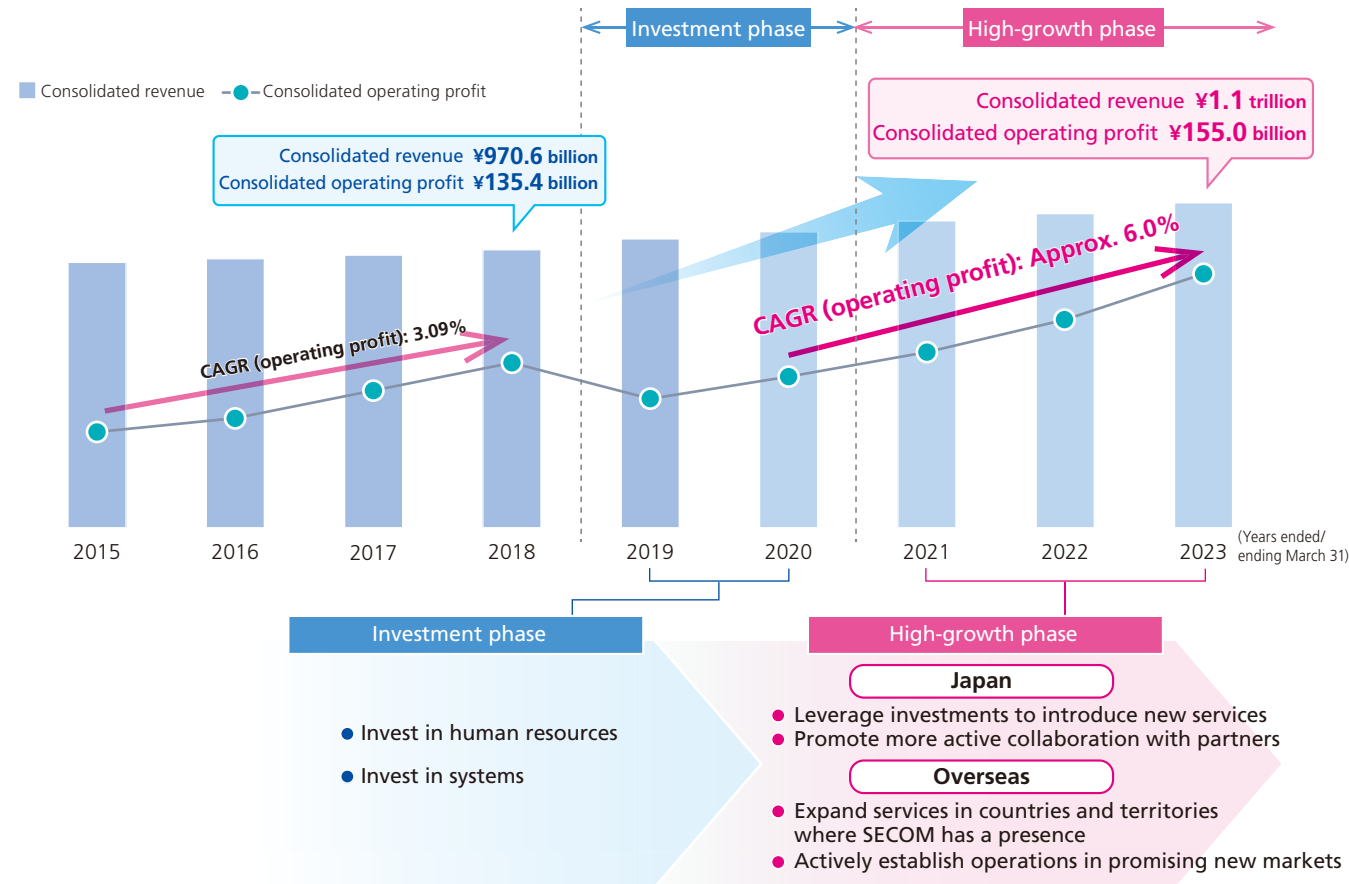 Investment phase
High-growth phase
Consolidated revenue
Consolidated operating profit
Consolidated revenue ¥1.1 trillion
Consolidated operating profit ¥155.0 billion
Consolidated revenue ¥970.6 billion
Consolidated operating profit ¥135.4 billion
CAGR (operating profit): Approx. 6.0%
CAGR (operating profit): 3.09%
2015
2016
2017
2018
2019
2020
2021
2022
2023
(Years ended/
ending March 31)
Investment phase
● Invest in human resources
● Invest in systems
High-growth phase
Japan
● Leverage investments to introduce new services
● Promote more active collaboration with partners
Overseas
● Expand services in countries and territories
where SECOM has a presence
● Actively establish operations in promising new markets